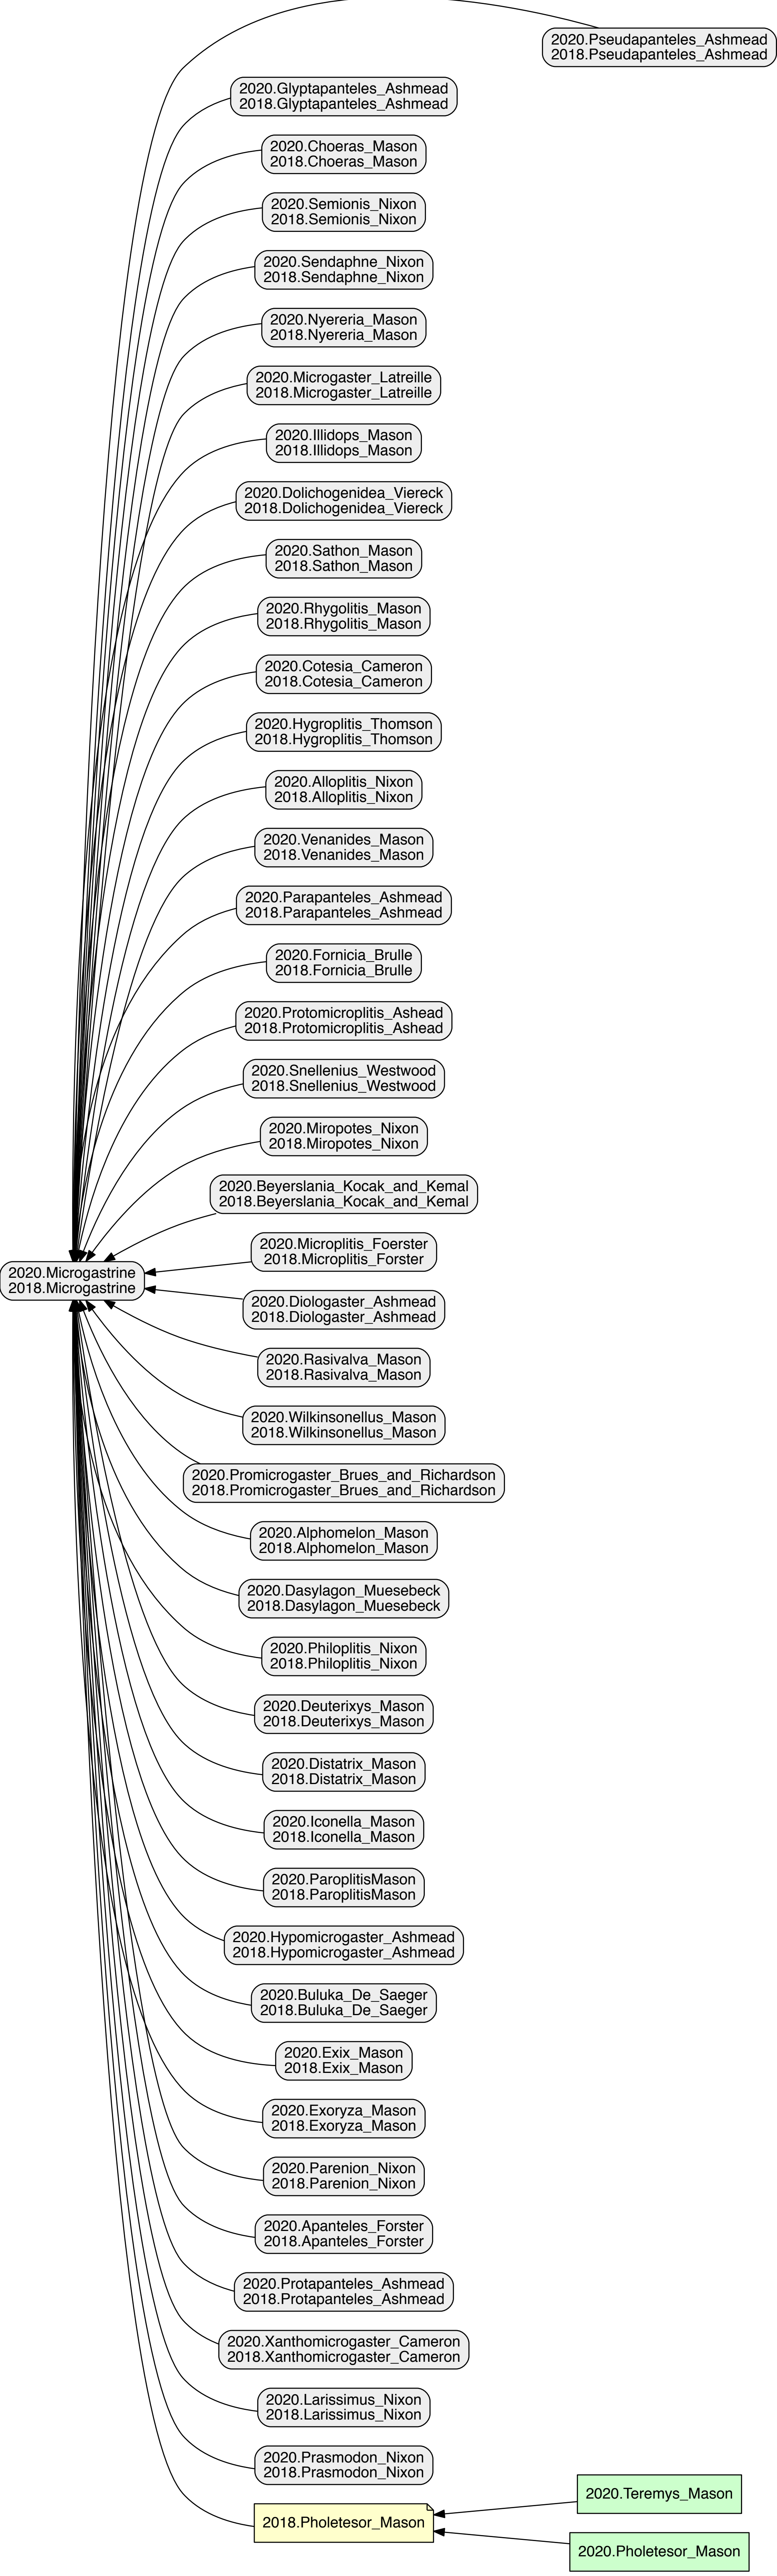 2020.Pseudapanteles_Ashmead
2018.Pseudapanteles_Ashmead
2020.Glyptapanteles_Ashmead
2018.Glyptapanteles_Ashmead
2020.Choeras_Mason
2018.Choeras_Mason
2020.Semionis_Nixon
2018.Semionis_Nixon
2020.Sendaphne_Nixon
2018.Sendaphne_Nixon
2020.Nyereria_Mason
2018.Nyereria_Mason
2020.Microgaster_Latreille
2018.Microgaster_Latreille
2020.Illidops_Mason
2018.Illidops_Mason
2020.Dolichogenidea_Viereck
2018.Dolichogenidea_Viereck
2020.Sathon_Mason
2018.Sathon_Mason
2020.Rhygolitis_Mason
2018.Rhygolitis_Mason
2020.Cotesia_Cameron
2018.Cotesia_Cameron
2020.Hygroplitis_Thomson
2018.Hygroplitis_Thomson
2020.Alloplitis_Nixon
2018.Alloplitis_Nixon
2020.Venanides_Mason
2018.Venanides_Mason
2020.Parapanteles_Ashmead
2018.Parapanteles_Ashmead
2020.Fornicia_Brulle
2018.Fornicia_Brulle
2020.Protomicroplitis_Ashead
2018.Protomicroplitis_Ashead
2020.Snellenius_Westwood
2018.Snellenius_Westwood
2020.Miropotes_Nixon
2018.Miropotes_Nixon
2020.Beyerslania_Kocak_and_Kemal
2018.Beyerslania_Kocak_and_Kemal
2020.Microplitis_Foerster
2018.Microplitis_Forster
2020.Microgastrine
2018.Microgastrine
2020.Diologaster_Ashmead
2018.Diologaster_Ashmead
2020.Rasivalva_Mason
2018.Rasivalva_Mason
2020.Wilkinsonellus_Mason
2018.Wilkinsonellus_Mason
2020.Promicrogaster_Brues_and_Richardson
2018.Promicrogaster_Brues_and_Richardson
2020.Alphomelon_Mason
2018.Alphomelon_Mason
2020.Dasylagon_Muesebeck
2018.Dasylagon_Muesebeck
2020.Philoplitis_Nixon
2018.Philoplitis_Nixon
2020.Deuterixys_Mason
2018.Deuterixys_Mason
2020.Distatrix_Mason
2018.Distatrix_Mason
2020.Iconella_Mason
2018.Iconella_Mason
2020.ParoplitisMason
2018.ParoplitisMason
2020.Hypomicrogaster_Ashmead
2018.Hypomicrogaster_Ashmead
2020.Buluka_De_Saeger
2018.Buluka_De_Saeger
2020.Exix_Mason
2018.Exix_Mason
2020.Exoryza_Mason
2018.Exoryza_Mason
2020.Parenion_Nixon
2018.Parenion_Nixon
2020.Apanteles_Forster
2018.Apanteles_Forster
2020.Protapanteles_Ashmead
2018.Protapanteles_Ashmead
2020.Xanthomicrogaster_Cameron
2018.Xanthomicrogaster_Cameron
2020.Larissimus_Nixon
2018.Larissimus_Nixon
2020.Prasmodon_Nixon
2018.Prasmodon_Nixon
2020.Teremys_Mason
2018.Pholetesor_Mason
2020.Pholetesor_Mason